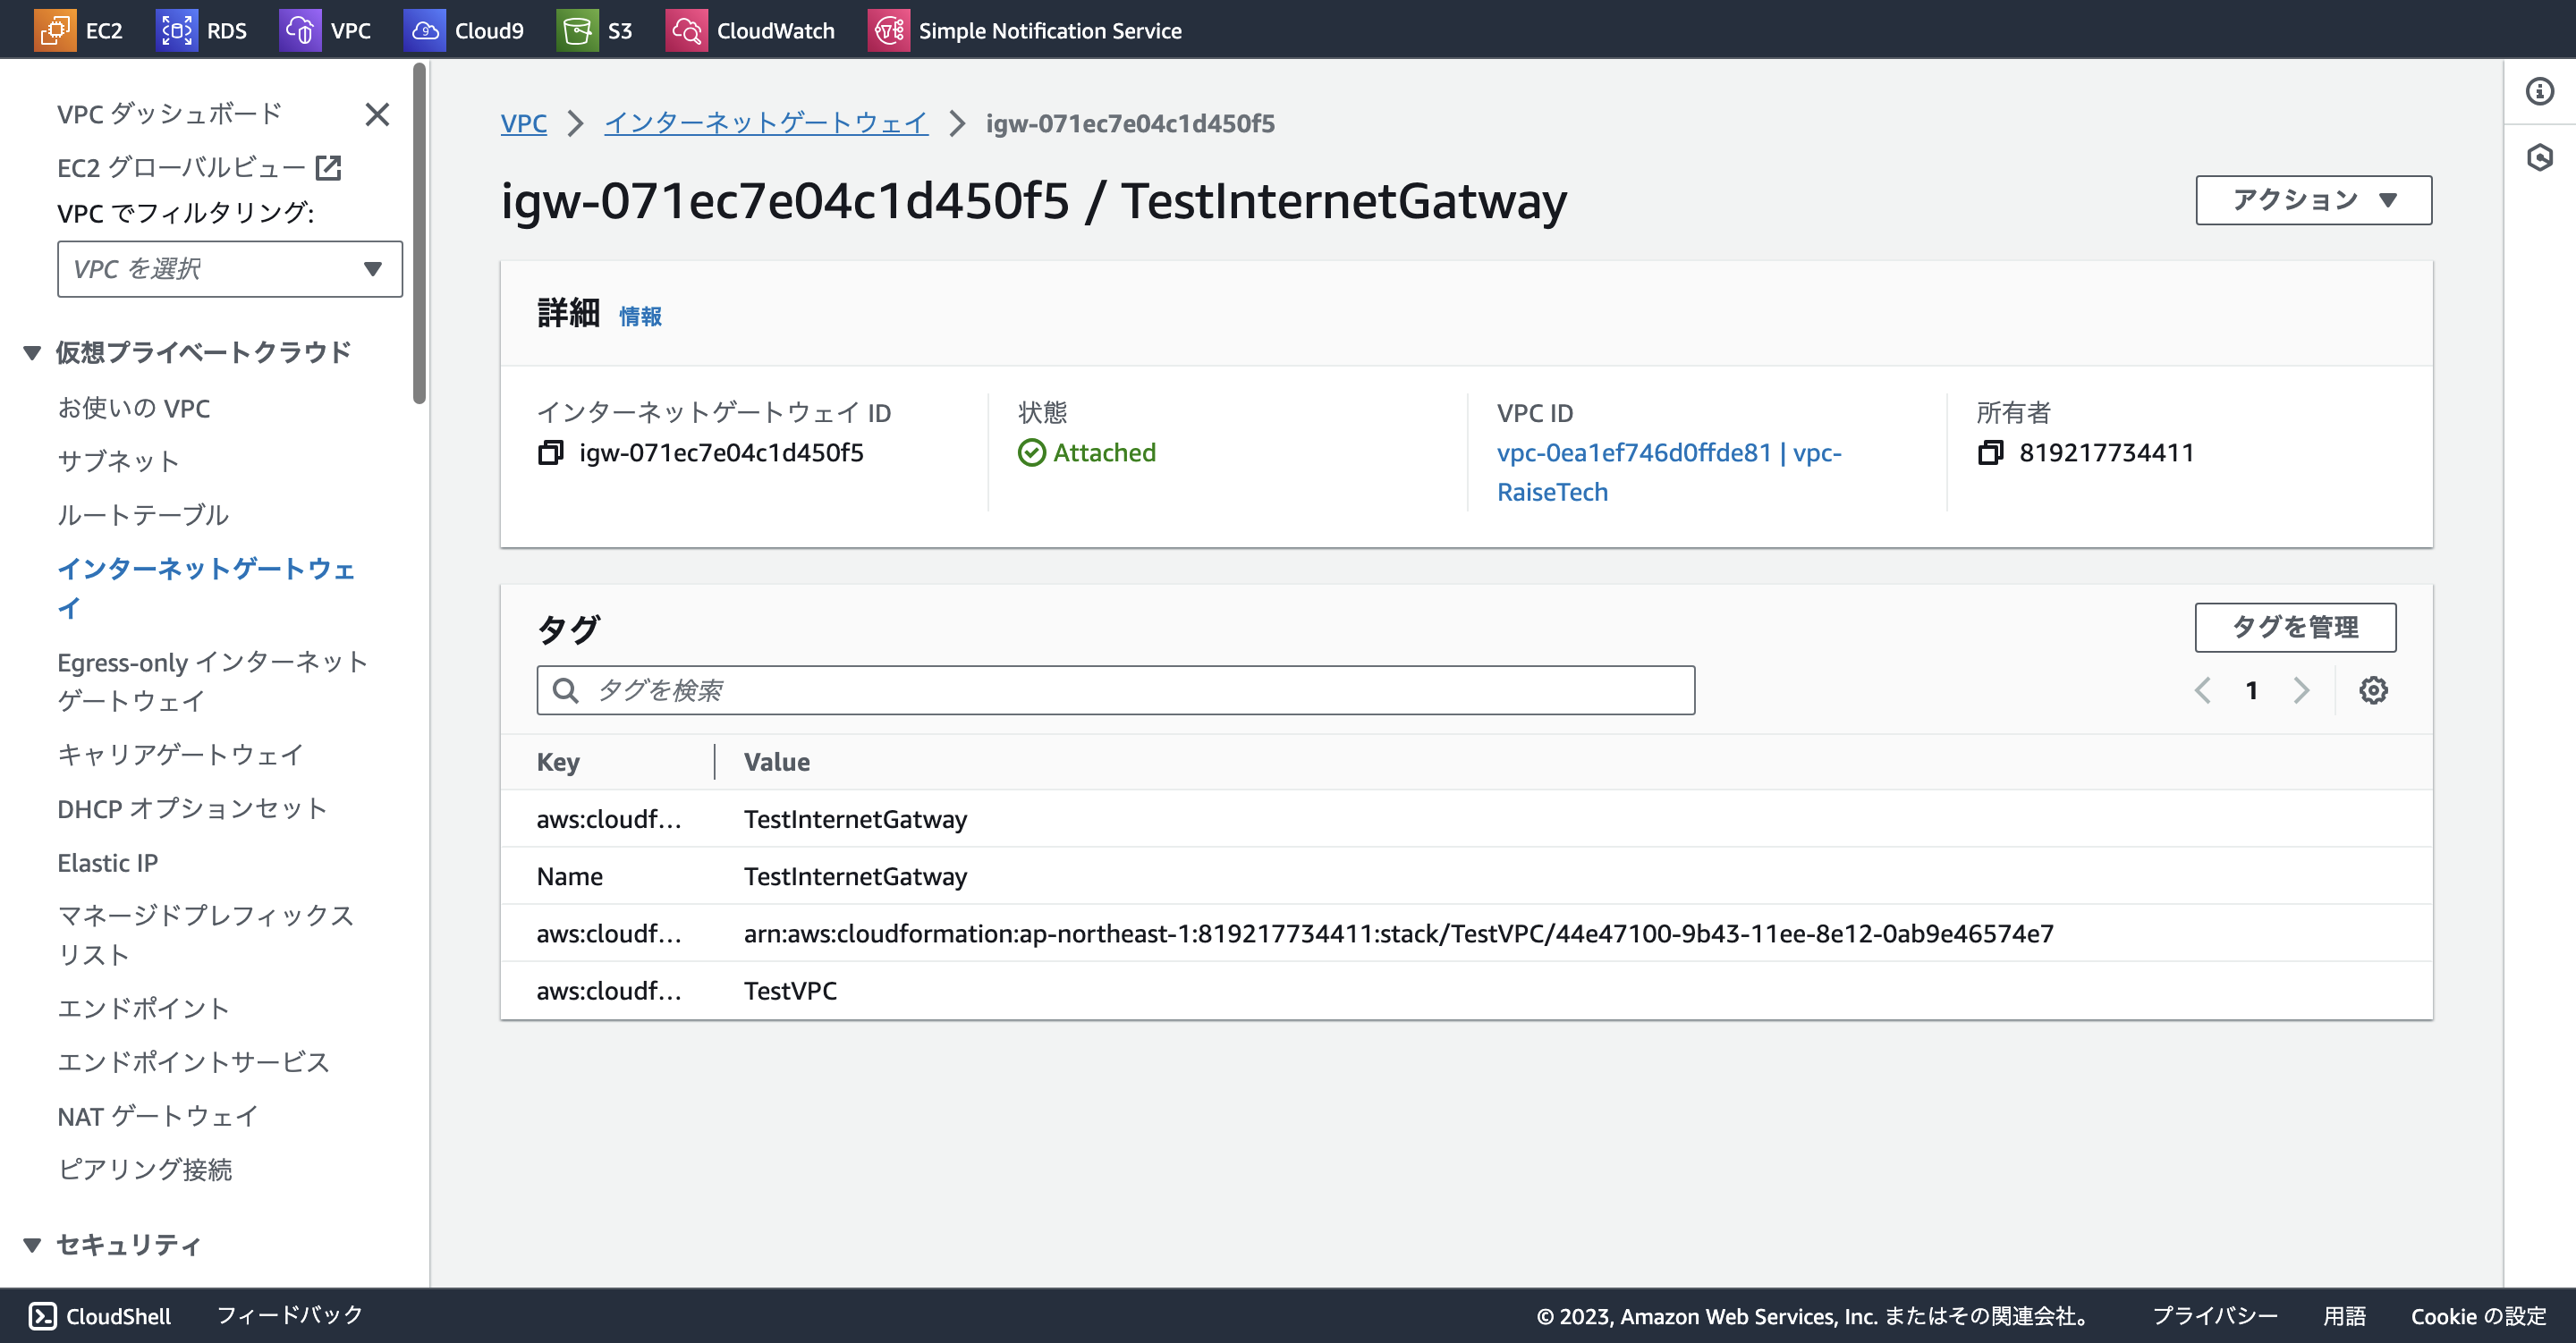 EC2 RDS VPC Cloud9 S3 CloudWatch Simple Notification Service
VPC ダッシュボード
EC2 グローバルビュー
VPC でフィルタリング:
VPC を選択
仮想プライベートクラウド
お使いの VPC
サブネット
ルートテーブル
インターネットゲートウェ
イ
Egress-only インターネット
ゲートウェイ
キャリアゲートウェイ
DHCP オプションセット
Elastic IP
マネージドプレフィックス
リスト
エンドポイント
エンドポイントサービス
NAT ゲートウェイ
ピアリング接続
セキュリティ
VPC インターネットゲートウェイ igw-071ec7e04c1d450f5
igw-071ec7e04c1d450f5 / TestInternetGatway
アクション
詳細 情報
インターネットゲートウェイ ID
igw-071ec7e04c1d450f5
状態
Attached
VPC ID
vpc-0ea1ef746d0ffde81 | vpc-
RaiseTech
所有者
819217734411
タグ
タグを管理
タグを検索
1
Key Value
aws:cloudf… TestInternetGatway
Name TestInternetGatway
aws:cloudf… arn:aws:cloudformation:ap-northeast-1:819217734411:stack/TestVPC/44e47100-9b43-11ee-8e12-0ab9e46574e7
aws:cloudf… TestVPC
CloudShell フィードバック © 2023, Amazon Web Services, Inc. またはその関連会社。 プライバシー 用語 Cookie の設定